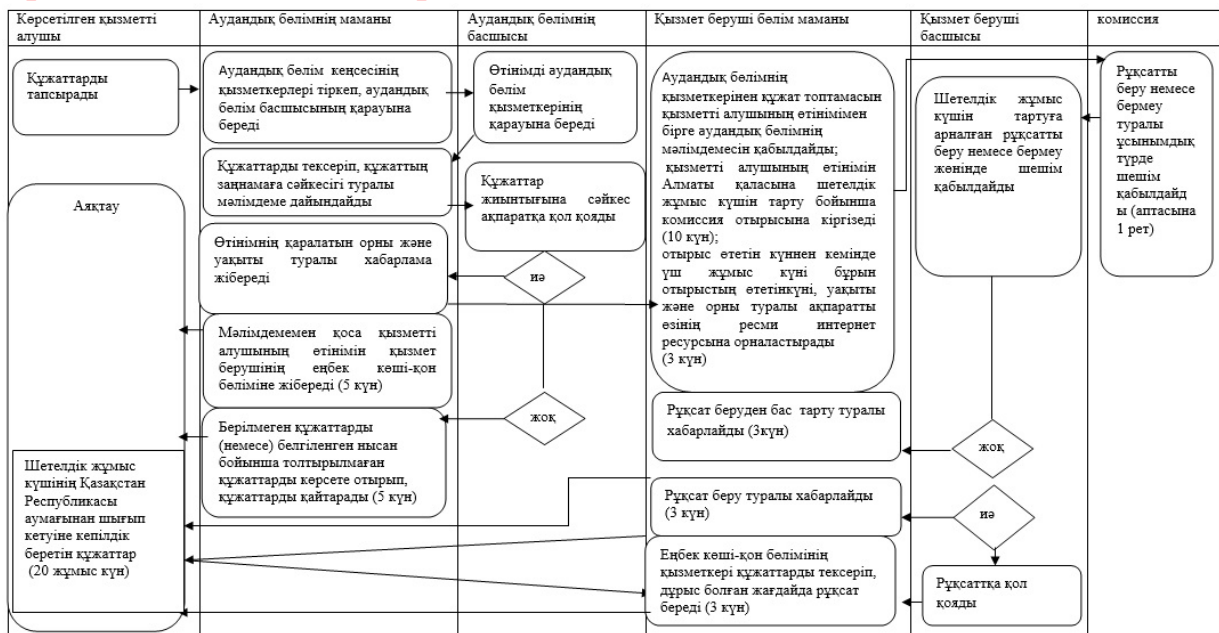 Көрсетілген қызметті
алушы
Аудандық бөлімнің маманы
Аудандық бөлімнің
басшысы
Қызмет беруші бөлім маманы
Қызмет беруші
басшысы
комиссия
Құжаттарды
тапсырады
Аудандық бөлім кеңсесінің
қызметкерлері тіркеп, аудандық
бөлім басшысының қарауына
береді
Өтінімді аудандық
бөлім
қызметкерінің
қарауына береді
Құжаттарды тексеріп, құжаттың
заңнамаға сәйкесігі туралы
мәлімдеме дайындайды
Құжаттар
жиынтығына сәйкес
ақпаратқа қол қояды
Өтінімнің қаралатын орны және
уақыты туралы хабарлама
жібереді
иә
Мәлімдемемен қоса қызметті
алушының өтінімін қызмет
берушінің еңбек көші-қон
бөліміне жібереді (5 күн)
жоқ
Берілмеген құжаттарды
(немесе) белгіленген нысан
бойынша толтырылмаған
құжаттарды көрсете отырып,
құжаттарды қайтарады (5 күн)
Аяқтау
Шетелдік жұмыс
күшінің Қазақстан
Республикасы
аумағынан шығып
кетуіне кепілдік
беретін құжаттар
(20 жұмыс күн)
Аудандық бөлімнің
қызметкерінен құжат топтамасын
қызметті алушының өтінімімен
бірге аудандық бөлімнің
мәлімдемесін қабылдайды;
қызметті алушының өтінімін
Алматы қаласына шетелдік
жұмыс күшін тарту бойынша
комиссия отырысына кіргізеді
(10 күн);
отырыс өтетін күннен кемінде
үш жұмыс күні бұрын
отырыстың өтетінкүні, уақыты
және орны туралы ақпаратты
өзінің ресми интернет
ресурсына орналастырады
(3 күн)
Рұқсат беруден бас тарту туралы
хабарлайды (3күн)
Рұқсат беру туралы хабарлайды
(3 күн)
Еңбек көші-қон бөлімінің
қызметкері құжаттарды тексеріп,
дұрыс болған жағдайда рұқсат
береді (3 күн)
Шетелдік жұмыс
күшін тартуға
арналған рұқсатты
беру немесе бермеу
жөнінде шешім
қабылдайды
жоқ
иә
Рұқсаттқа қол
қояды
Рұқсатты
беру немесе
бермеу
туралы
ұсынымдық
түрде
шешім
қабылдайд
ы (аптасына
1 рет)